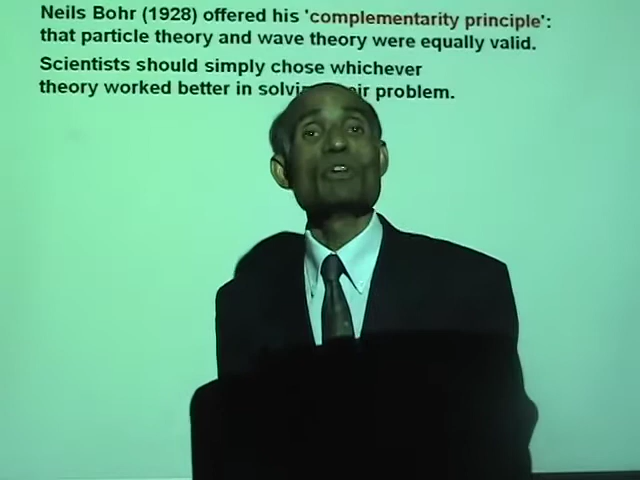 Neils Bohr (1928) offered his 'complementarity principle':
that particle theory and wave theory were equally valid.
Scientists should simply chose whichever
theory worked better in problem.